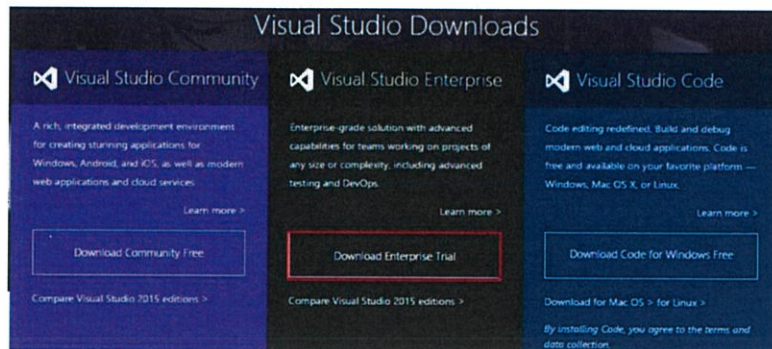 Visual Studio Downloads
Visual Studio Community
A rich, integrated development environment
for creating stunning applications for
Windows, Android, and iOS, as well as modern
web applications and cloud services.
Learn more >
Download Community Free
Compare Visual Studio 2015 editions >
Visual Studio Enterprise
Enterprise-grade solution with advanced
capabilities for teams working on projects of
any size or complexity, including advanced
testing and DevOps.
Learn more >
Download Enterprise Trial
Compare Visual Studio 2015 editions >
Visual Studio Code
Code editing redefined. Build and debug
modern web and cloud applications. Code is
free and available on your favorite platform —
Windows, Mac OS X, or Linux.
Learn more >
Download Code for Windows Free
Download for Mac OS > for Linux >
By installing Code, you agree to the terms and
data collection.